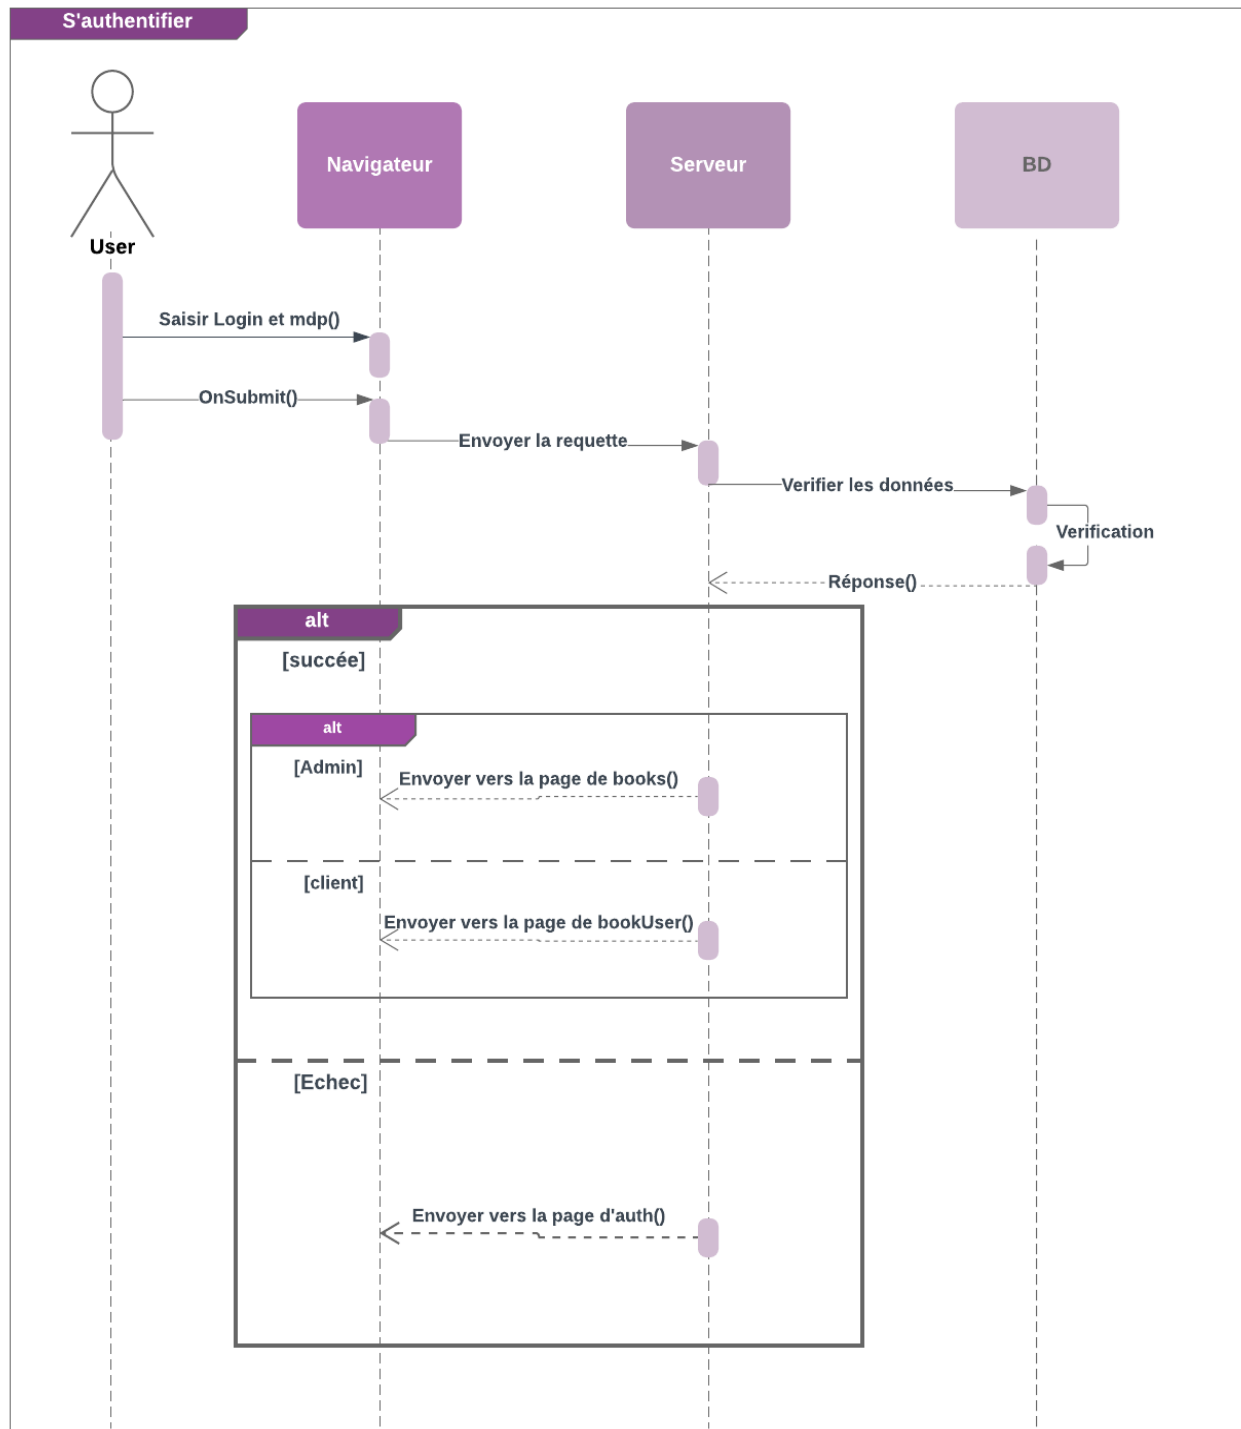 S'authentifier
Navigateur
Serveur
BD
User
Saisir Login et mdp()
OnSubmit()
Envoyer la requette
Verifier les données
Verification
Réponse()
alt
[succée]
alt
[Admin]
Envoyer vers la page de books()
[client]
Envoyer vers la page de bookUser()
[Echec]
Envoyer vers la page d'auth()